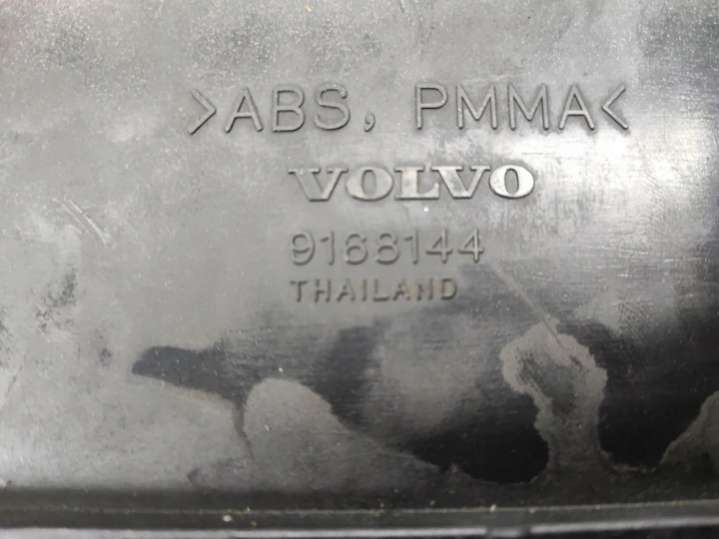 >ABS, PMMA<
VOLVO
9168144
THAILAND